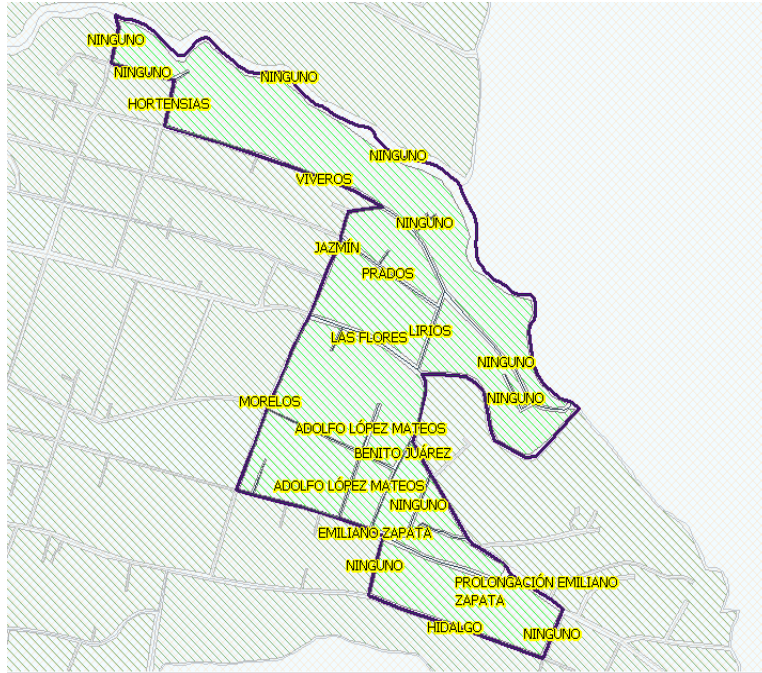 NINGUNO
NINGUNO
NINGUNO
HORTENSIAS
NINGUNO
VIVEROS
NINGUNO
JAZMÍN
PRADOS
LIRIOS
LAS FLORES
NINGUNO
NINGUNO
MORELOS
ADOLFO LÓPEZ MATEOS
BENITO JUÁREZ
ADOLFO LÓPEZ MATEOS
NINGUNO
EMILIANO ZAPATA
NINGUNO
PROLONGACIÓN EMILIANO
ZAPATA
HIDALGO
NINGUNO